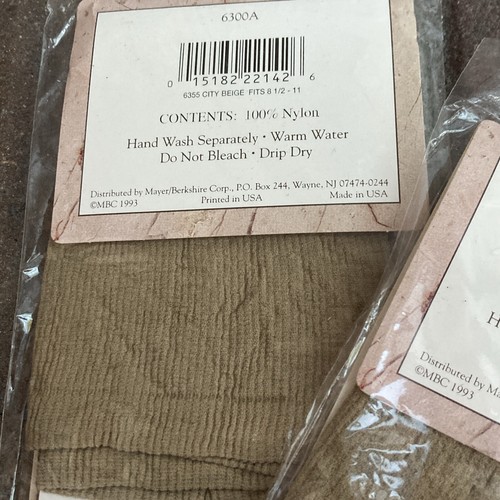 6300A
0 15182 22142 6
6355 CITY BEIGE FITS 8 1/2 - 11
CONTENTS: 100% Nylon
Hand Wash Separately • Warm Water
Do Not Bleach • Drip Dry
Distributed by Mayer/Berkshire Corp., P.O. Box 244, Wayne, NJ 07474-0244
©MBC 1993 Printed in USA Made in USA
H
Distributed by Mayer
©MBC 1993